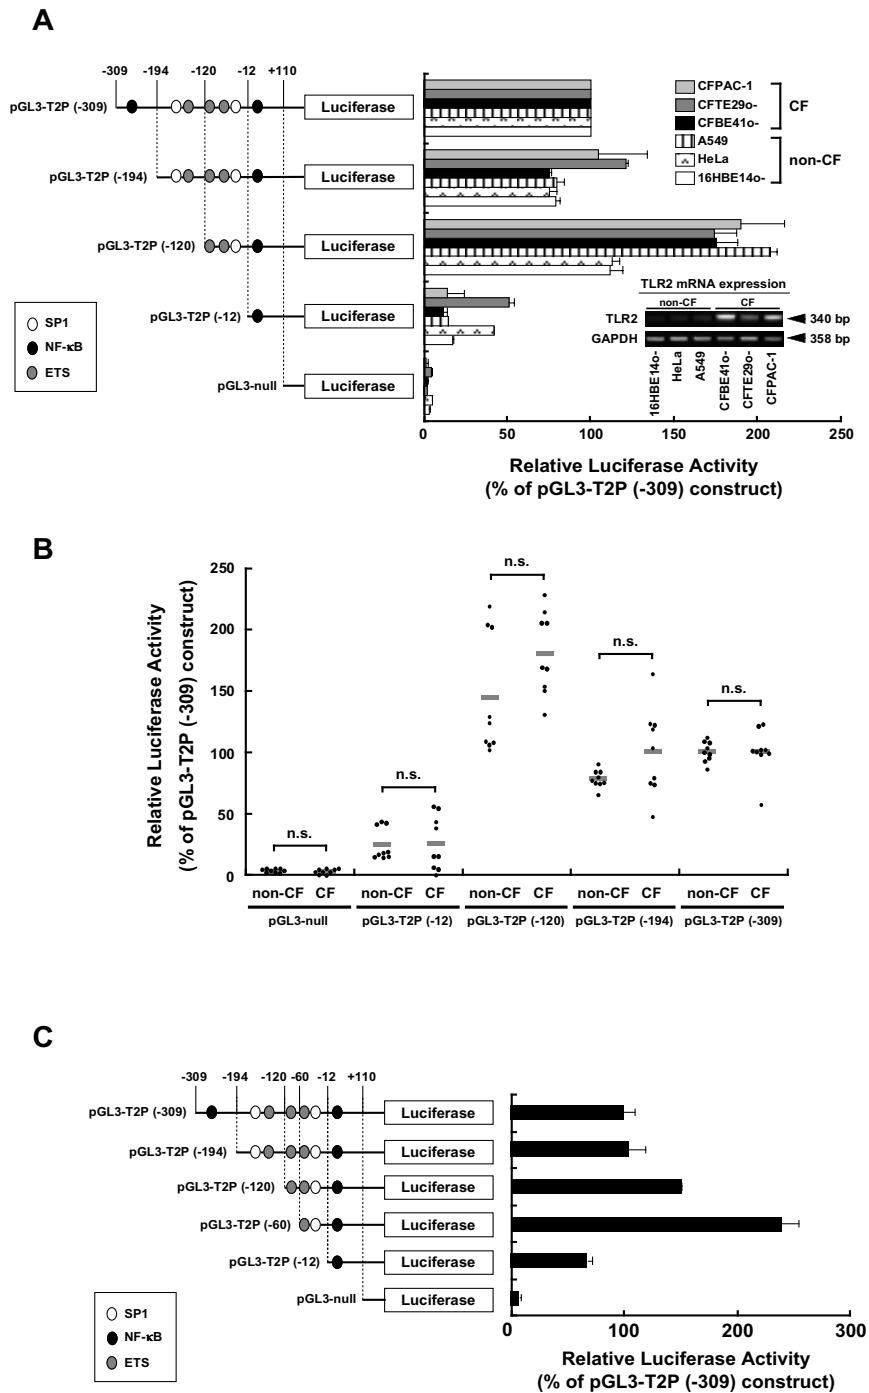 A
-309 -194 -120 -12 +110
pGL3-T2P (-309)
Luciferase
pGL3-T2P (-194)
Luciferase
pGL3-T2P (-120)
Luciferase
pGL3-T2P (-12)
Luciferase
pGL3-null
Luciferase
SP1
NF-κB
ETS
CFPAC-1
CFTE29o-
CFBE41o-
CF
A549
HeLa
16HBE14o-
non-CF
TLR2 mRNA expression
non-CF CF
TLR2
340 bp
GAPDH
358 bp
16HBE14o-
HeLa
A549
CFBE41o-
CFTE29o-
CFPAC-1
0 50 100 150 200 250
Relative Luciferase Activity
(% of pGL3-T2P (-309) construct)
B
Relative Luciferase Activity
(% of pGL3-T2P (-309) construct)
250
200
150
100
50
0
n.s.
n.s.
n.s.
n.s.
n.s.
non-CF CF non-CF CF non-CF CF non-CF CF non-CF CF
pGL3-null pGL3-T2P (-12) pGL3-T2P (-120) pGL3-T2P (-194) pGL3-T2P (-309)
C
-309 -194 -120 -60 -12 +110
pGL3-T2P (-309)
Luciferase
pGL3-T2P (-194)
Luciferase
pGL3-T2P (-120)
Luciferase
pGL3-T2P (-60)
Luciferase
pGL3-T2P (-12)
Luciferase
pGL3-null
Luciferase
SP1
NF-κB
ETS
0 100 200 300
Relative Luciferase Activity
(% of pGL3-T2P (-309) construct)